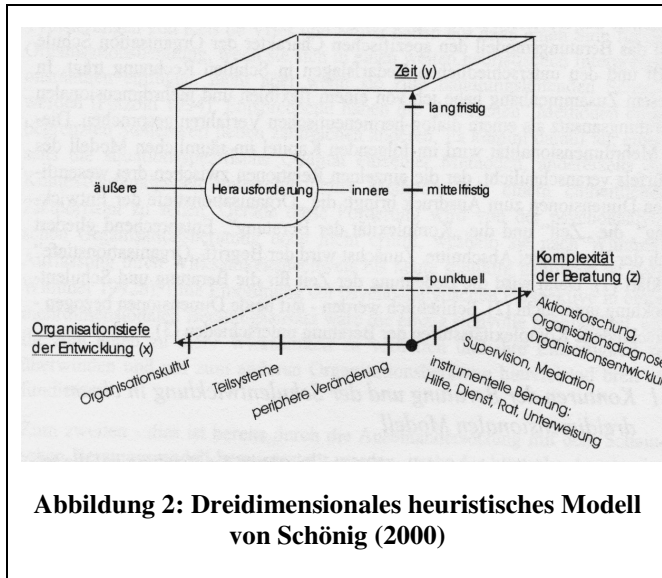 Zeit (y)
langfristig
äußere
Herausforderung
innere
mittelfristig
punktuell
Komplexität
der Beratung (z)
Aktionsforschung,
Organisationsdiagnose
Organisationsentwicklu
Supervision, Mediation
Instrumentelle Beratung:
Hilfe, Dienst, Rat, Unterweisung
Organisationstiefe
der Entwicklung (x)
Organisationskultur
Teilsysteme
periphere Veränderung
Abbildung 2: Dreidimensionales heuristisches Modell
von Schönig (2000)